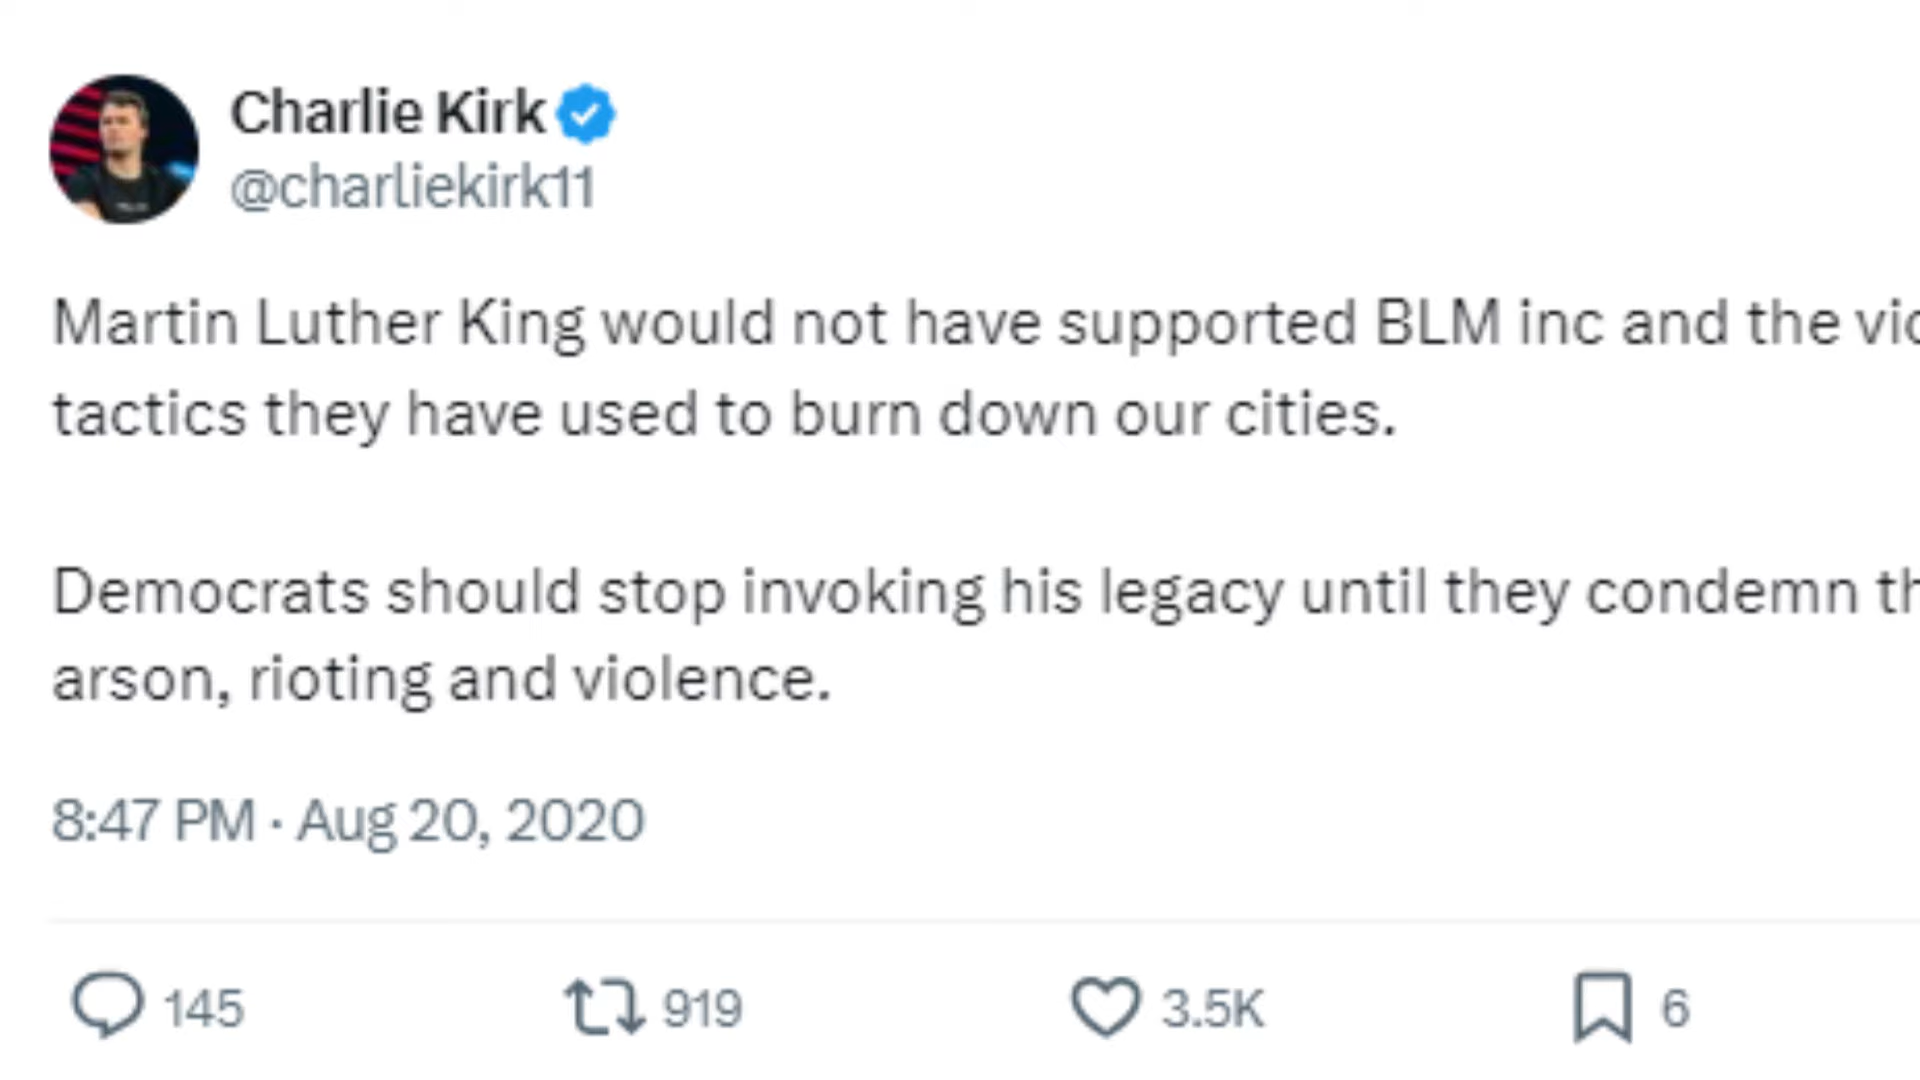 Charlie Kirk
@charliekirk11
Martin Luther King would not have supported BLM inc and the
tactics they have used to burn down our cities.
Democrats should stop invoking his legacy until they condemn
arson, rioting and violence.
8:47 PM · Aug 20, 2020
145 919 3.5K 6